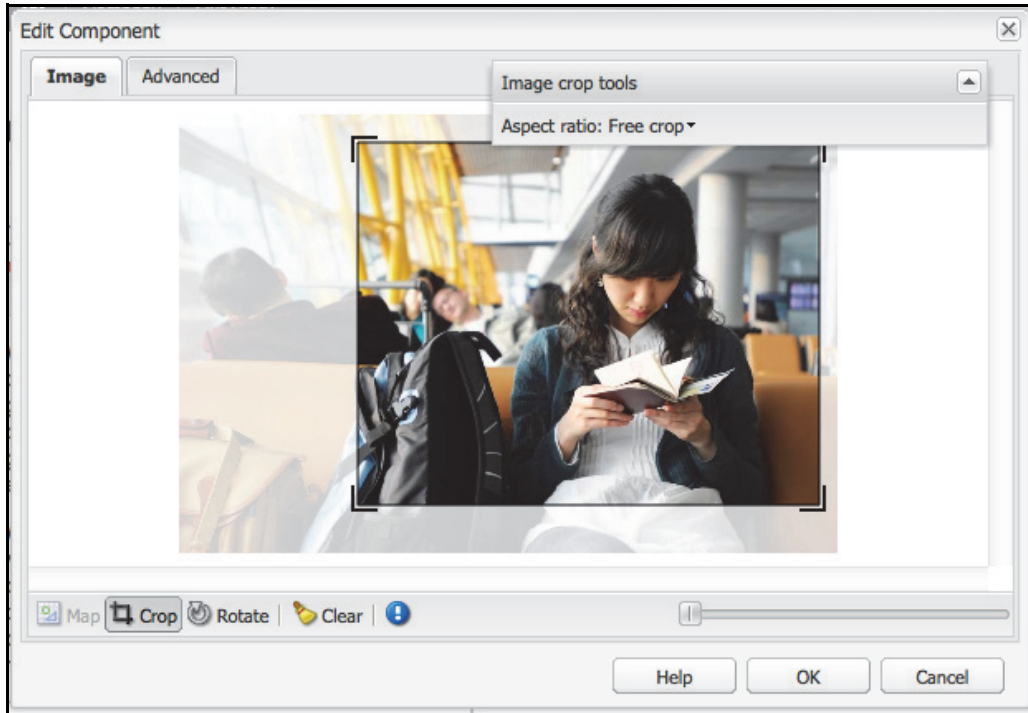 Edit Component
Image Advanced
Image crop tools
Aspect ratio: Free crop
Map Crop Rotate Clear
Help OK Cancel